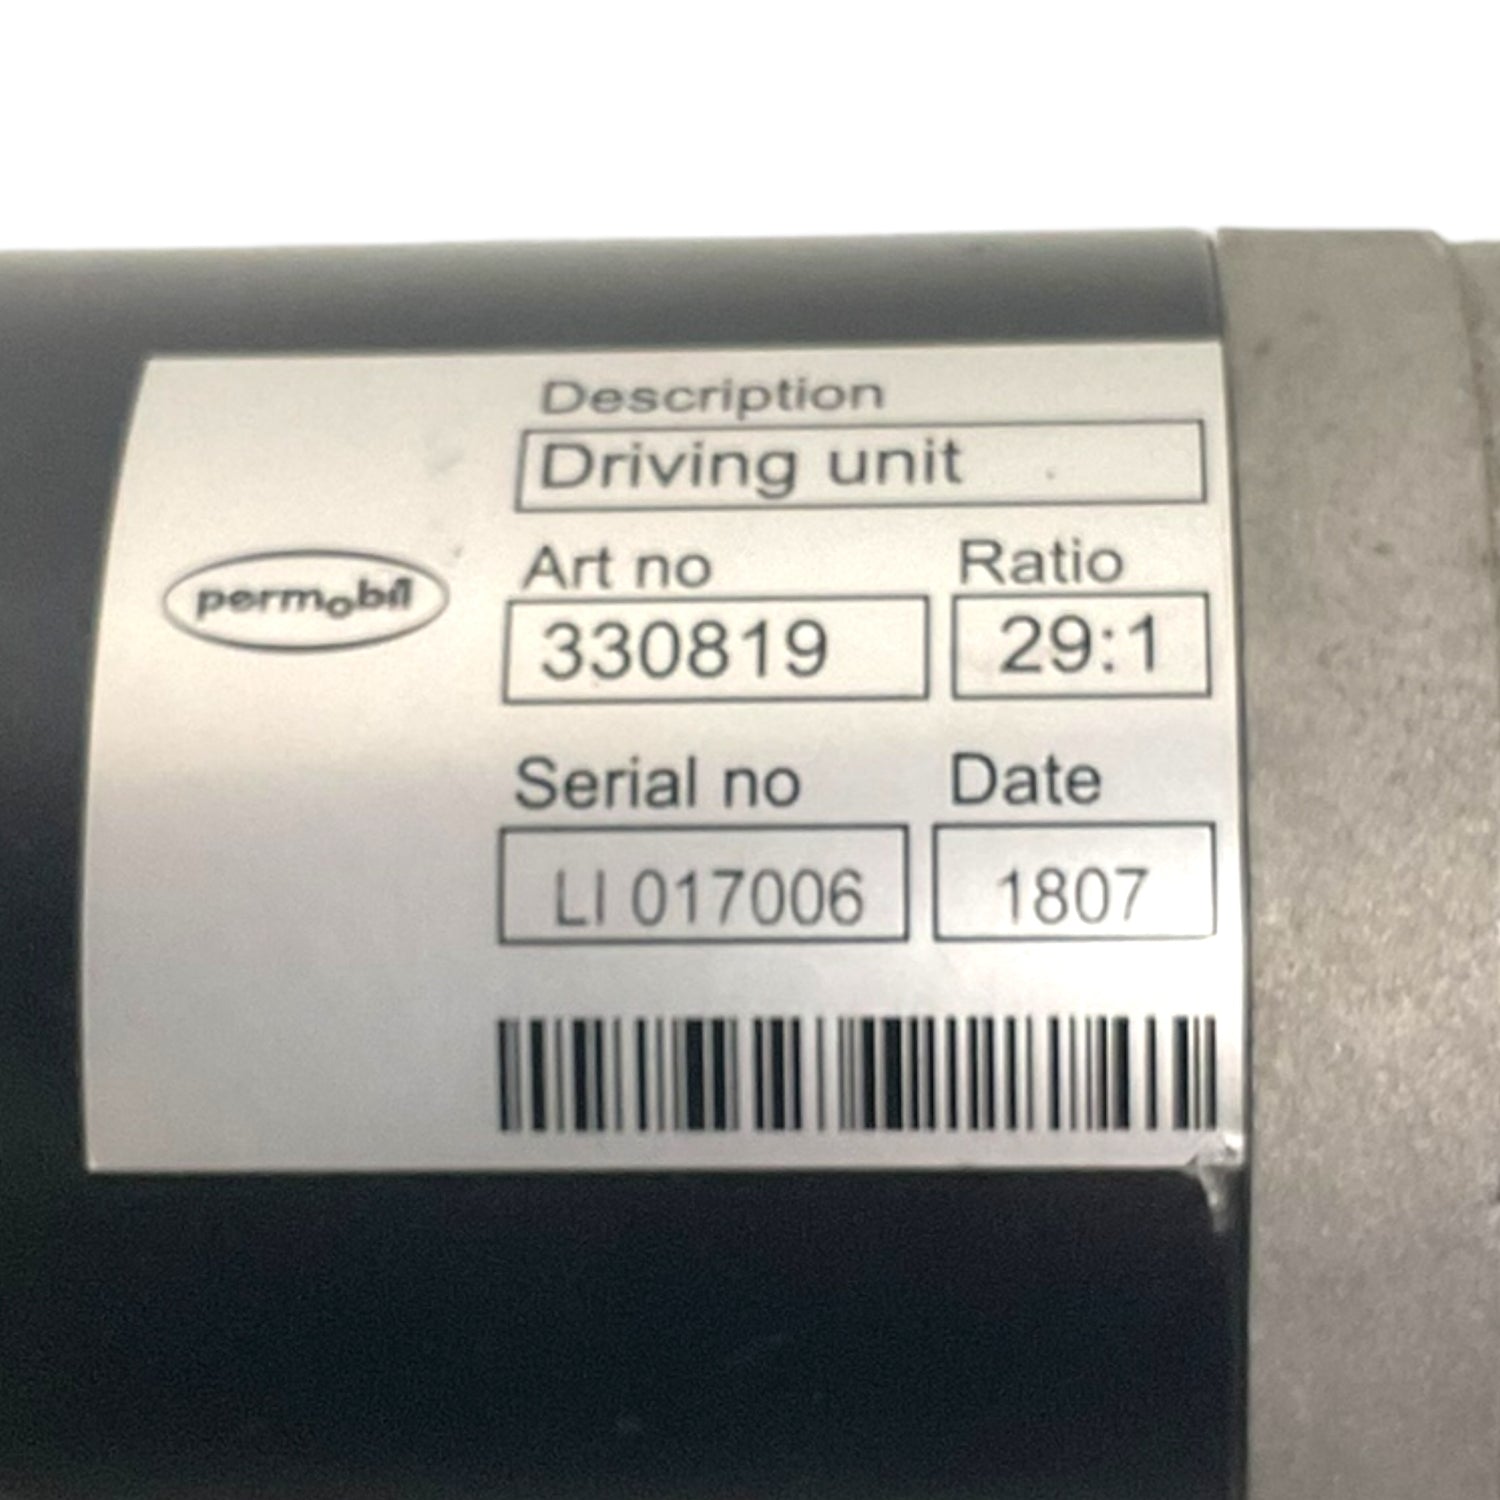 Description
Driving unit
permobil
Art no Ratio
330819 29:1
Serial no Date
LI 017006 1807